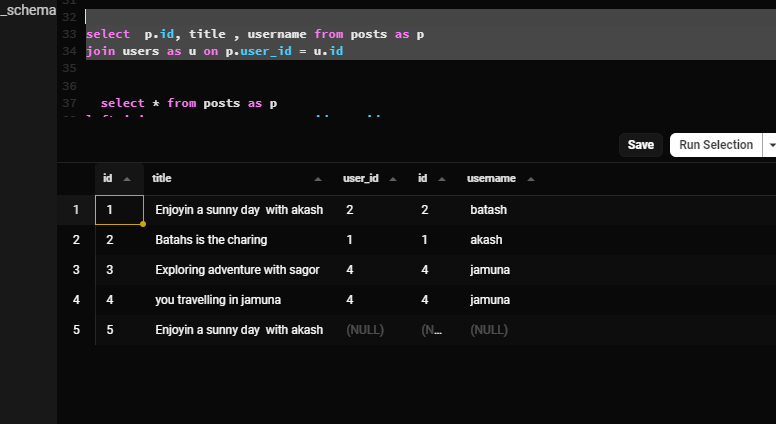 _schema
31
32
33 select  p.id, title , username from posts as p
34 join users as u on p.user_id = u.id
35
36
37   select * from posts as p
Save Run Selection
id title user_id id username
1 1 Enjoyin a sunny day  with akash 2 2 batash
2 2 Batahs is the charing 1 1 akash
3 3 Exploring adventure with sagor 4 4 jamuna
4 4 you travelling in jamuna 4 4 jamuna
5 5 Enjoyin a sunny day  with akash (NULL) (N... (NULL)